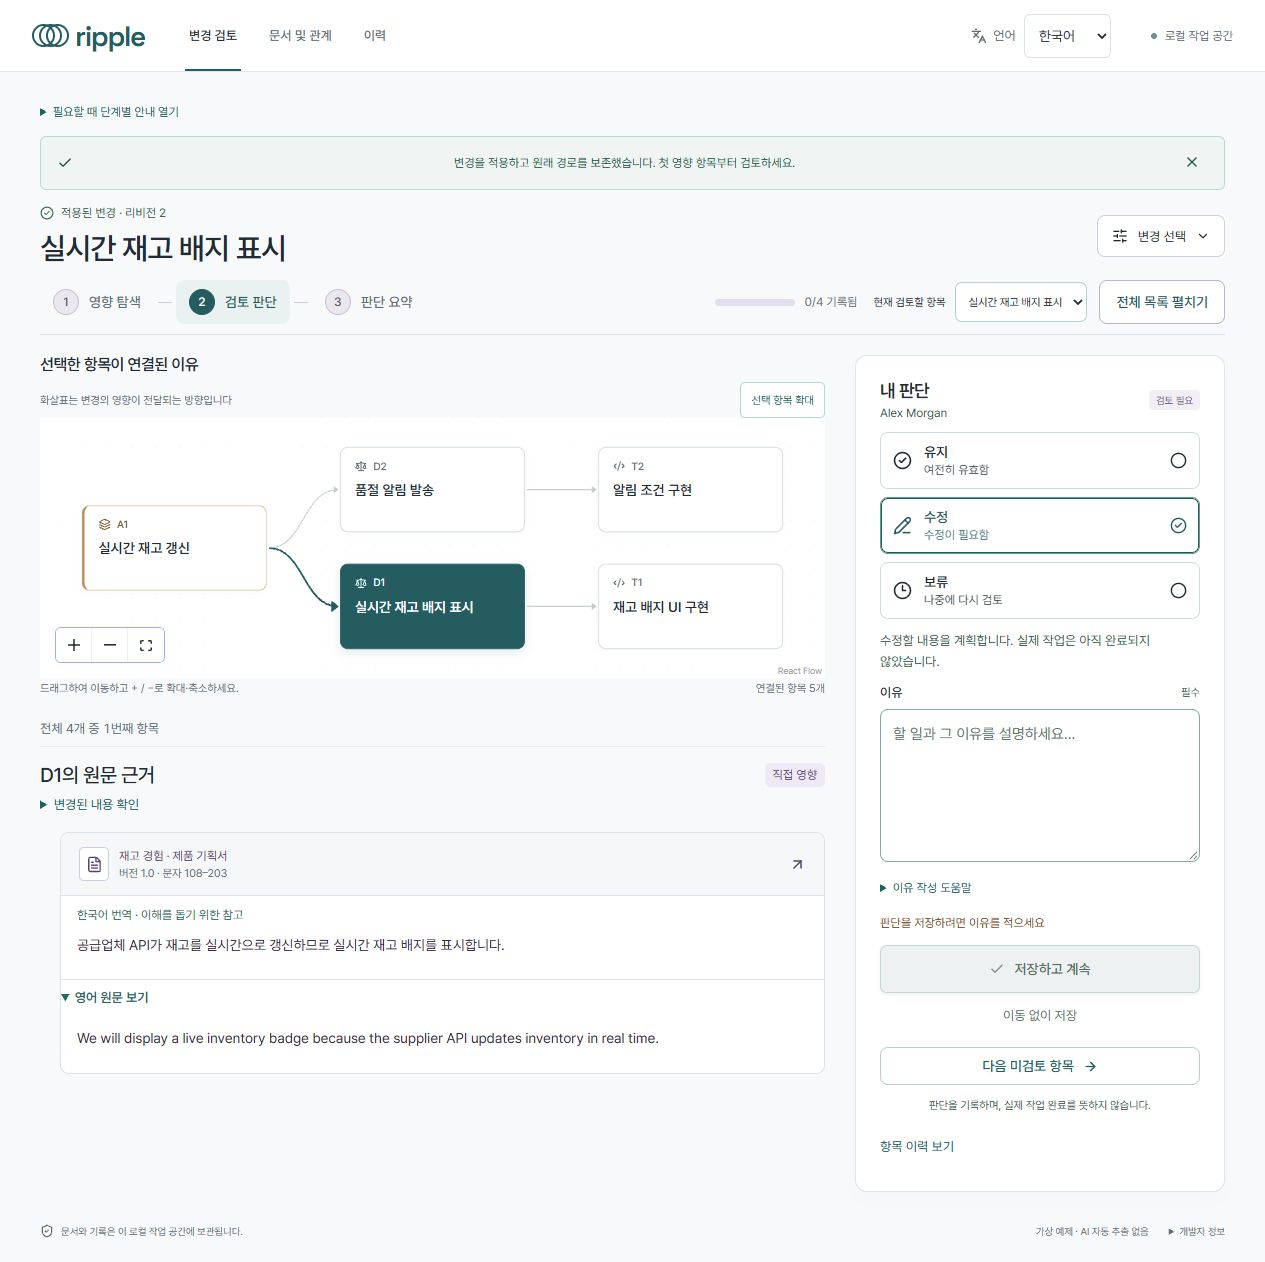 ripple
변경 검토
문서 및 관계
이력
언어
한국어
로컬 작업 공간
필요할 때 단계별 안내 열기
변경을 적용하고 원래 경로를 보존했습니다. 첫 영향 항목부터 검토하세요.
적용된 변경 · 리비전 2
실시간 재고 배지 표시
변경 선택
1 영향 탐색
2 검토 판단
3 판단 요약
0/4 기록됨
현재 검토할 항목
실시간 재고 배지 표시
전체 목록 펼치기
선택한 항목이 연결된 이유
화살표는 변경의 영향이 전달되는 방향입니다
선택 항목 확대
A1
실시간 재고 갱신
D2
품절 알림 발송
T2
알림 조건 구현
D1
실시간 재고 배지 표시
T1
재고 배지 UI 구현
React Flow
드래그하여 이동하고 + / −로 확대·축소하세요.
연결된 항목 5개
전체 4개 중 1번째 항목
D1의 원문 근거
직접 영향
변경된 내용 확인
재고 경험 · 제품 기획서
버전 1.0 · 문자 108–203
한국어 번역 · 이해를 돕기 위한 참고
공급업체 API가 재고를 실시간으로 갱신하므로 실시간 재고 배지를 표시합니다.
영어 원문 보기
We will display a live inventory badge because the supplier API updates inventory in real time.
내 판단
Alex Morgan
검토 필요
유지
여전히 유효함
수정
수정이 필요함
보류
나중에 다시 검토
수정할 내용을 계획합니다. 실제 작업은 아직 완료되지
않았습니다.
이유
필수
할 일과 그 이유를 설명하세요...
이유 작성 도움말
판단을 저장하려면 이유를 적으세요
저장하고 계속
이동 없이 저장
다음 미검토 항목
판단을 기록하며, 실제 작업 완료를 뜻하지 않습니다.
항목 이력 보기
문서와 기록은 이 로컬 작업 공간에 보관됩니다.
가상 예제 · AI 자동 추출 없음
개발자 정보